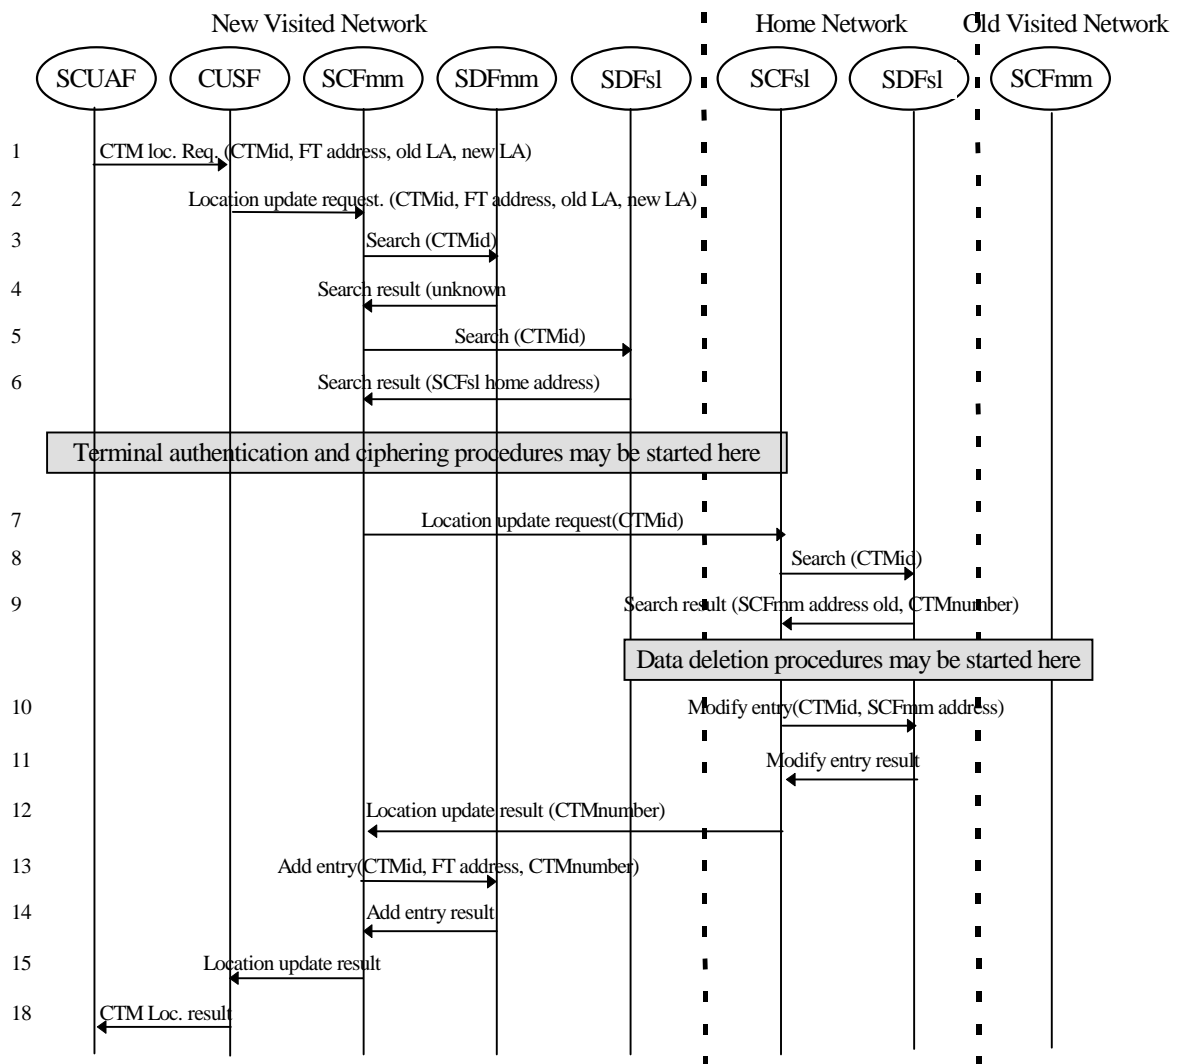 New Visited Network Home Network Old Visited Network
SCUAF CUSF SCFmm SDFmm SDFsl SCFsl SDFsl SCFmm
1 CTM loc. Req. (CTMid, FT address, old LA, new LA)
2 Location update request. (CTMid, FT address, old LA, new LA)
3 Search (CTMid)
4 Search result (unknown
5 Search (CTMid)
6 Search result (SCFsl home address)
Terminal authentication and ciphering procedures may be started here
7 Location update request(CTMid)
8 Search (CTMid)
9 Search result (SCFmm address old, CTMnumber)
Data deletion procedures may be started here
10 Modify entry(CTMid, SCFmm address)
11 Modify entry result
12 Location update result (CTMnumber)
13 Add entry(CTMid, FT address, CTMnumber)
14 Add entry result
15 Location update result
18 CTM Loc. result